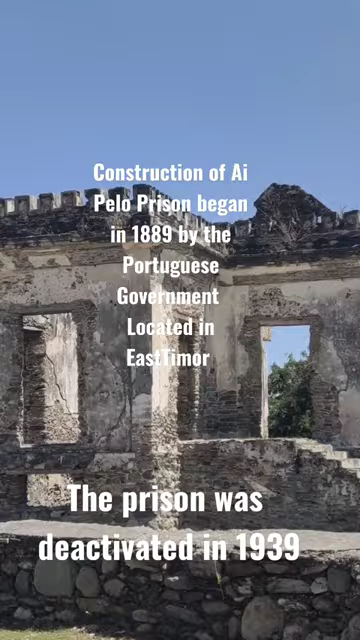 Construction of Ai
Pelo Prison began
in 1889 by the
Portuguese
Government
Located in
EastTimor
The prison was
deactivated in 1939